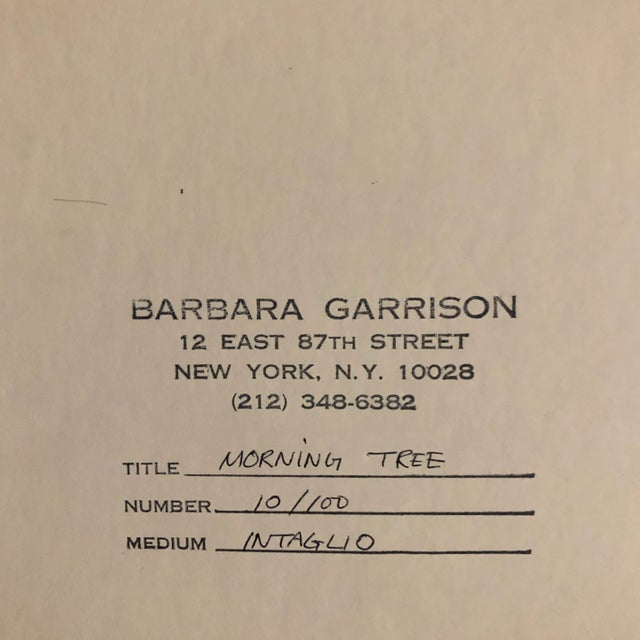 BARBARA GARRISON
12 EAST 87TH STREET
NEW YORK, N.Y. 10028
(212) 348-6382
TITLE MORNING TREE
NUMBER 10/100
MEDIUM INTAGLIO